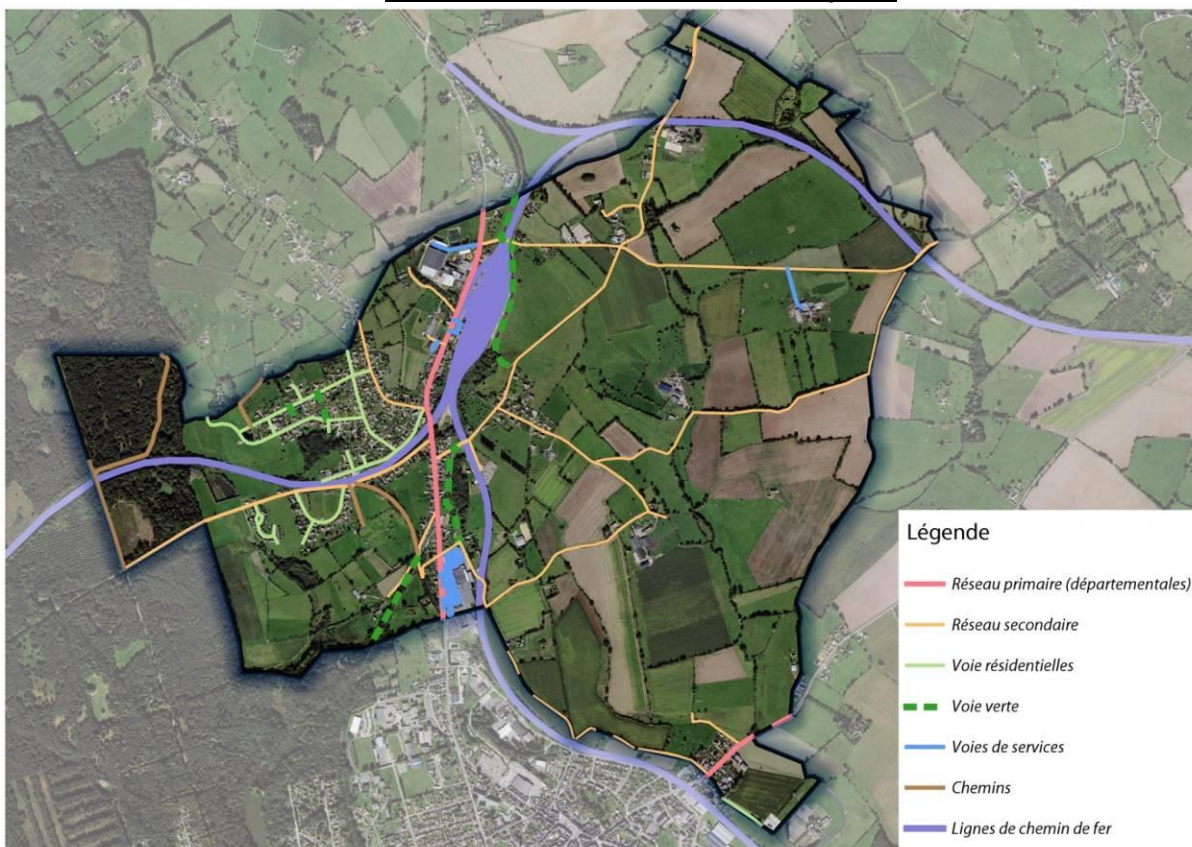 Légende
Réseau primaire (départementales)
Réseau secondaire
Voie résidentielles
Voie verte
Voies de services
Chemins
Lignes de chemin de fer